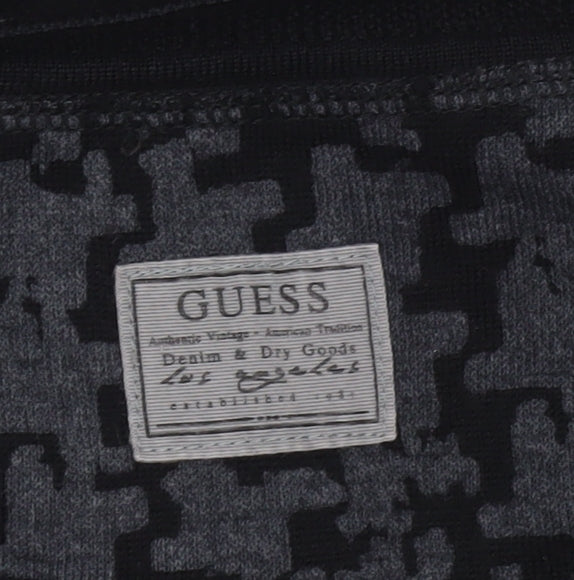 GUESS
Authentic Vintage • American Tradition
Denim & Dry Goods
Los Angeles
established